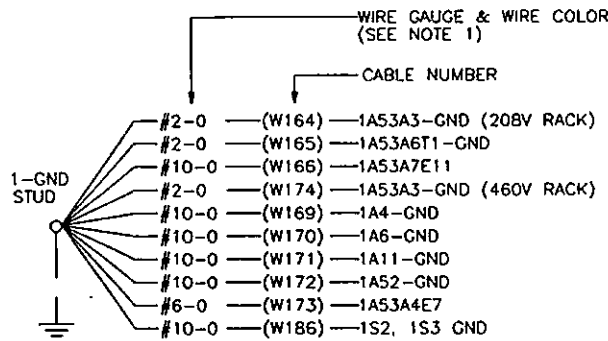 WIRE GAUGE & WIRE COLOR
(SEE NOTE 1)
CABLE NUMBER
#2-0 (W164) 1A53A3-GND (208V RACK)
#2-0 (W165) 1A53A6T1-GND
#10-0 (W166) 1A53A7E11
#2-0 (W174) 1A53A3-GND (460V RACK)
#10-0 (W169) 1A4-GND
#10-0 (W170) 1A6-GND
#10-0 (W171) 1A11-GND
#10-0 (W172) 1A52-GND
#6-0 (W173) 1A53A4E7
#10-0 (W186) 1S2, 1S3 GND
1-GND
STUD